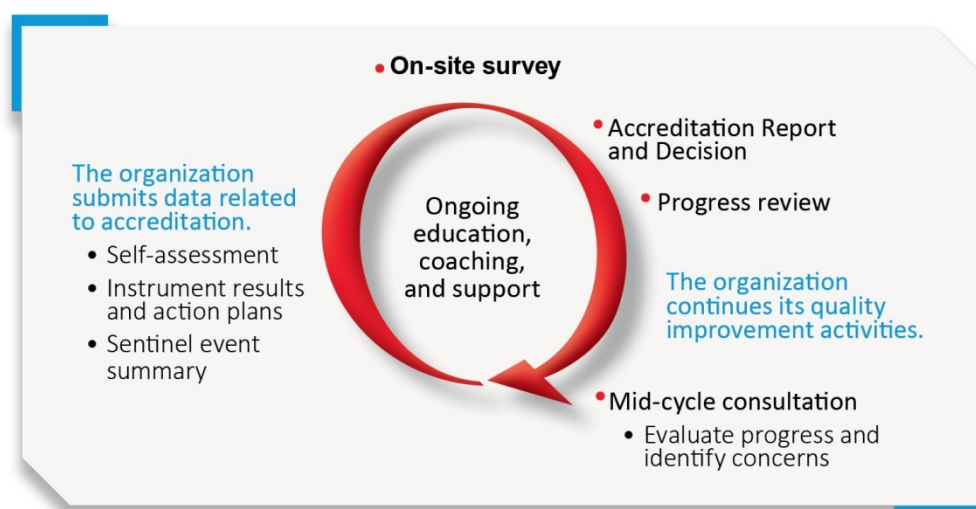 • On-site survey
• Accreditation Report
and Decision
• Progress review
The organization
continues its quality
improvement activities.
• Mid-cycle consultation
• Evaluate progress and
identify concerns
The organization
submits data related
to accreditation.
• Self-assessment
• Instrument results
and action plans
• Sentinel event
summary
Ongoing
education,
coaching,
and support